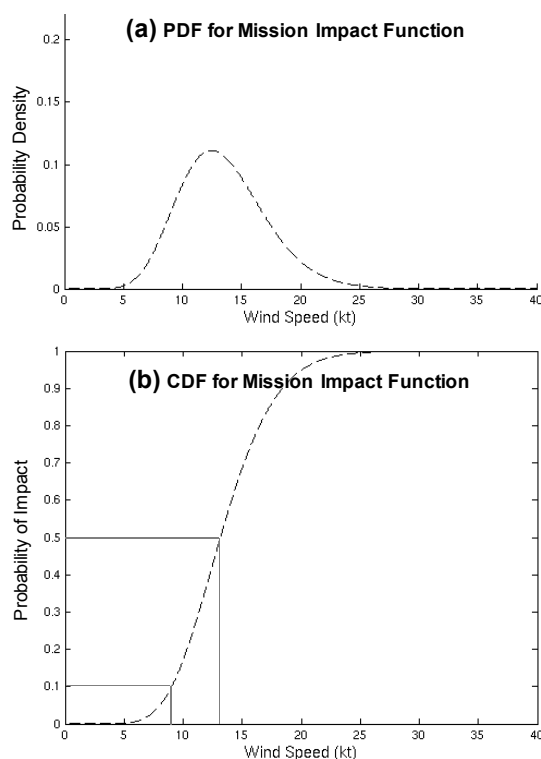 (a) PDF for Mission Impact Function
0.2
0.15
0.1
0.05
0
Probability Density
0 5 10 15 20 25 30 35 40
Wind Speed (kt)
(b) CDF for Mission Impact Function
1
0.9
0.8
0.7
0.6
0.5
0.4
0.3
0.2
0.1
0
Probability of Impact
0 5 10 15 20 25 30 35 40
Wind Speed (kt)